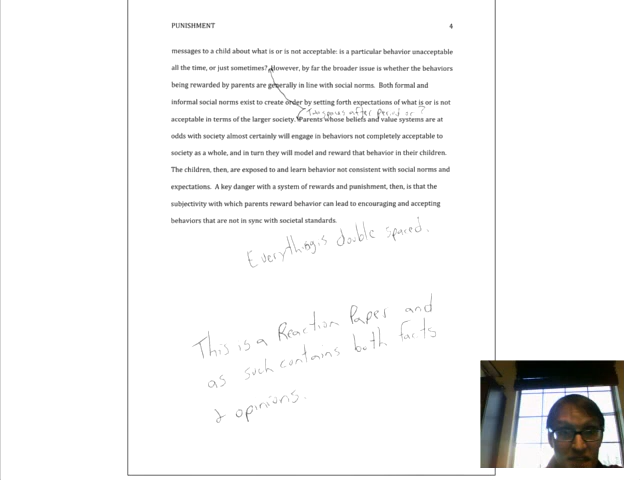 PUNISHMENT 4
messages to a child about what is or is not acceptable: is a particular behavior unacceptable
all the time, or just sometimes? However, by far the broader issue is whether the behaviors
being rewarded by parents are generally in line with social norms. Both formal and
informal social norms exist to create order by setting forth expectations of what is or is not
Two spaces after period or ?
acceptable in terms of the larger society. Parents whose beliefs and value systems are at
odds with society almost certainly will engage in behaviors not completely acceptable to
society as a whole, and in turn they will model and reward that behavior in their children.
The children, then, are exposed to and learn behavior not consistent with social norms and
expectations. A key danger with a system of rewards and punishment, then, is that the
subjectivity with which parents reward behavior can lead to encouraging and accepting
behaviors that are not in sync with societal standards.
Everything is double spaced.
This is a Reaction Paper and
as such contains both facts
& opinions.